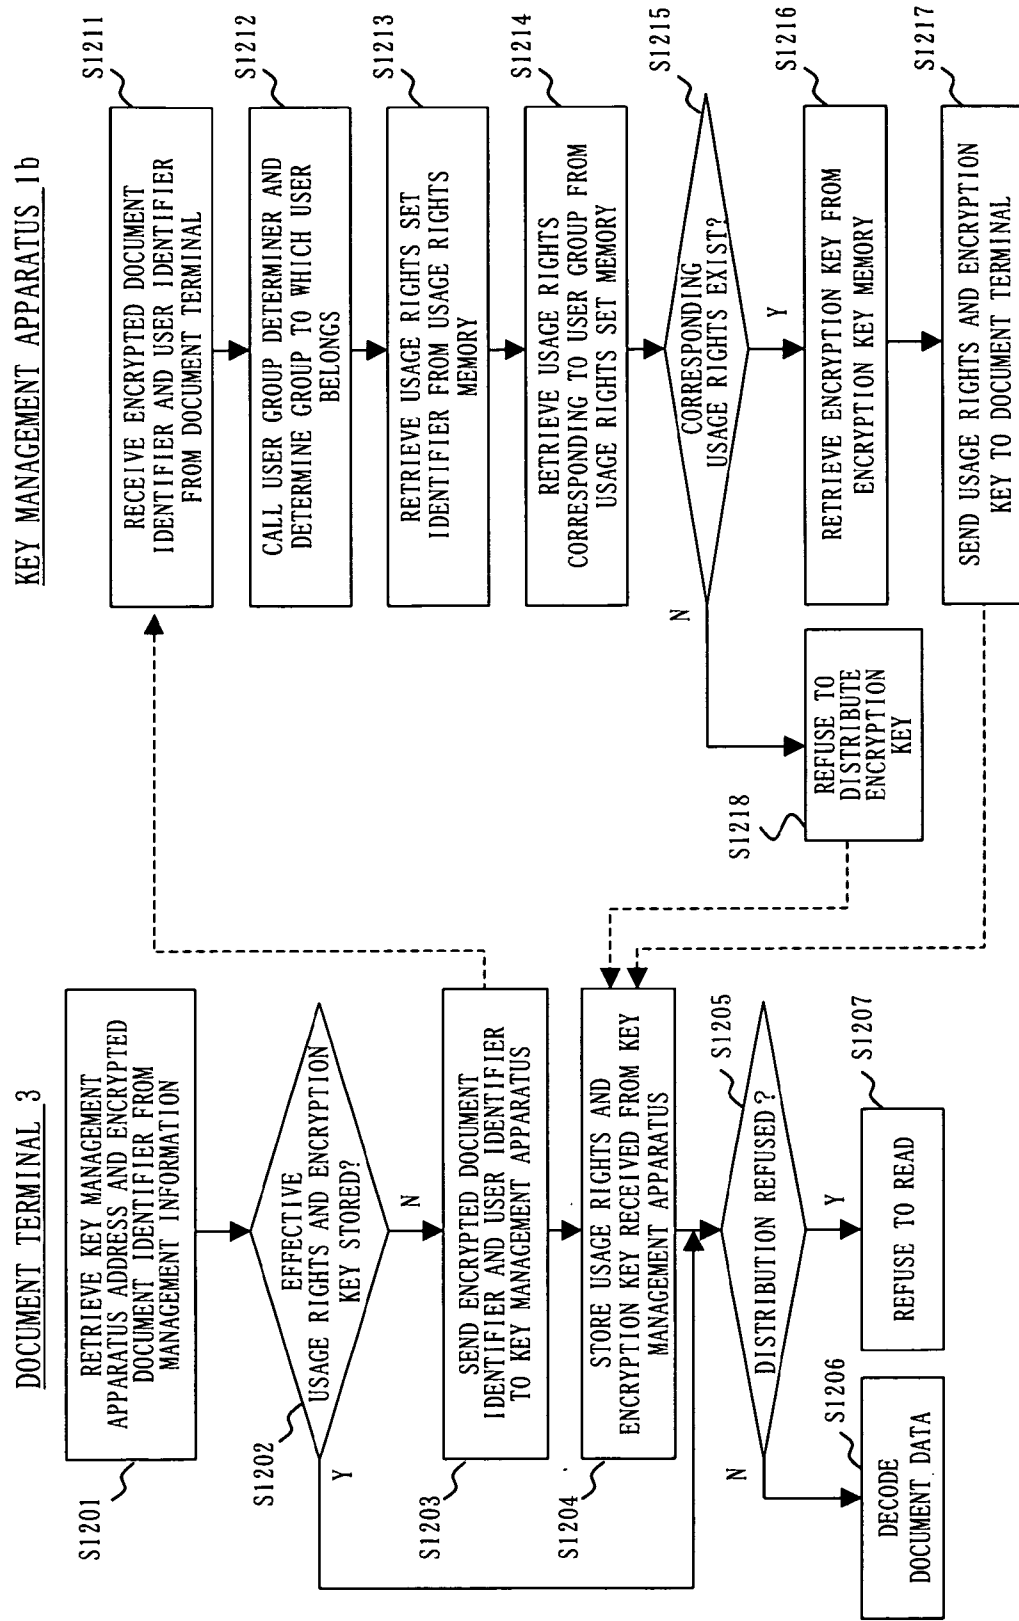 DOCUMENT TERMINAL 3
S1201
RETRIEVE KEY MANAGEMENT
APPARATUS ADDRESS AND ENCRYPTED
DOCUMENT IDENTIFIER FROM
MANAGEMENT INFORMATION
S1202
EFFECTIVE
USAGE RIGHTS AND ENCRYPTION
KEY STORED?
Y
N
S1203
SEND ENCRYPTED DOCUMENT
IDENTIFIER AND USER IDENTIFIER
TO KEY MANAGEMENT APPARATUS
S1204
STORE USAGE RIGHTS AND
ENCRYPTION KEY RECEIVED FROM KEY
MANAGEMENT APPARATUS
S1205
DISTRIBUTION REFUSED?
N
Y
S1206
DECODE
DOCUMENT DATA
S1207
REFUSE TO READ
KEY MANAGEMENT APPARATUS 1b
S1211
RECEIVE ENCRYPTED DOCUMENT
IDENTIFIER AND USER IDENTIFIER
FROM DOCUMENT TERMINAL
S1212
CALL USER GROUP DETERMINER AND
DETERMINE GROUP TO WHICH USER
BELONGS
S1213
RETRIEVE USAGE RIGHTS SET
IDENTIFIER FROM USAGE RIGHTS
MEMORY
S1214
RETRIEVE USAGE RIGHTS
CORRESPONDING TO USER GROUP FROM
USAGE RIGHTS SET MEMORY
S1215
CORRESPONDING
USAGE RIGHTS EXIST?
N
Y
S1218
REFUSE TO
DISTRIBUTE
ENCRYPTION
KEY
S1216
RETRIEVE ENCRYPTION KEY FROM
ENCRYPTION KEY MEMORY
S1217
SEND USAGE RIGHTS AND ENCRYPTION
KEY TO DOCUMENT TERMINAL